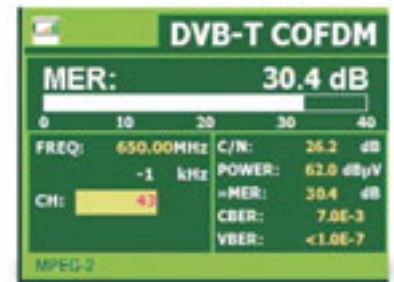 DVB-T COFDM
MER: 30.4 dB
0 10 20 30 40
FREQ: 650.00MHz
-1 kHz
CH: 43
C/N: 26.2 dB
POWER: 62.0 dBµV
=MER: 30.4 dB
CBER: 7.0E-3
VBER: <1.0E-7
MPEG-2